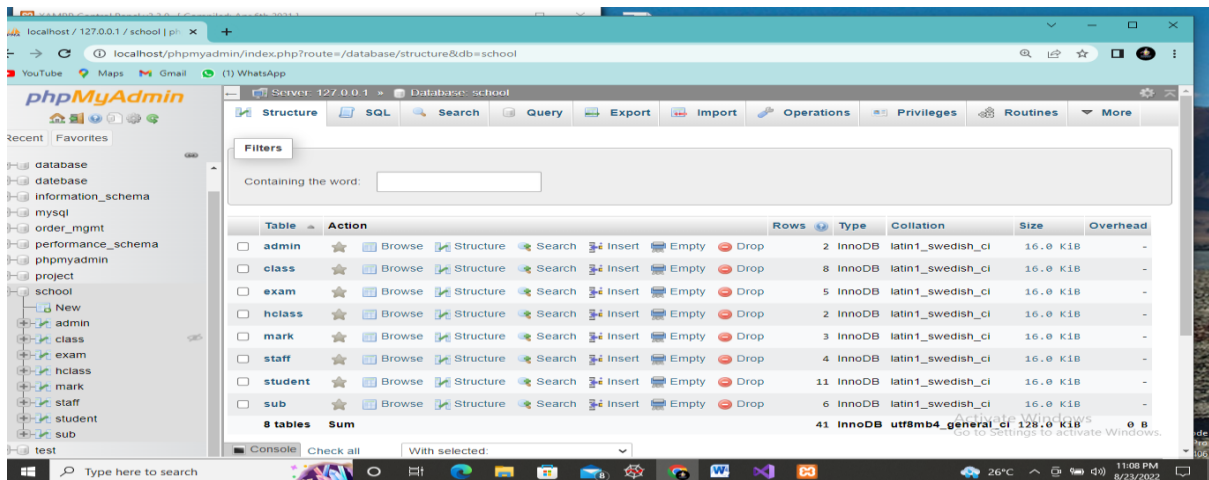 localhost / 127.0.0.1 / school | ph
localhost/phpmyadmin/index.php?route=/database/structure&db=school
YouTube Maps Gmail (1) WhatsApp
phpMyAdmin
Recent Favorites
database
datebase
information_schema
mysql
order_mgmt
performance_schema
phpmyadmin
project
school
New
admin
class
exam
hclass
mark
staff
student
sub
test
Server: 127.0.0.1 » Database: school
Structure SQL Search Query Export Import Operations Privileges Routines More
Filters
Containing the word:
Table Action Rows Type Collation Size Overhead
admin Browse Structure Search Insert Empty Drop 2 InnoDB latin1_swedish_ci 16.0 KiB -
class Browse Structure Search Insert Empty Drop 8 InnoDB latin1_swedish_ci 16.0 KiB -
exam Browse Structure Search Insert Empty Drop 5 InnoDB latin1_swedish_ci 16.0 KiB -
hclass Browse Structure Search Insert Empty Drop 2 InnoDB latin1_swedish_ci 16.0 KiB -
mark Browse Structure Search Insert Empty Drop 3 InnoDB latin1_swedish_ci 16.0 KiB -
staff Browse Structure Search Insert Empty Drop 4 InnoDB latin1_swedish_ci 16.0 KiB -
student Browse Structure Search Insert Empty Drop 11 InnoDB latin1_swedish_ci 16.0 KiB -
sub Browse Structure Search Insert Empty Drop 6 InnoDB latin1_swedish_ci 16.0 KiB -
8 tables Sum 41 InnoDB utf8mb4_general_ci 128.0 KiB 0 B
Activate Windows
Go to Settings to activate Windows.
Console Check all With selected:
Type here to search
26°C
11:08 PM
8/23/2022